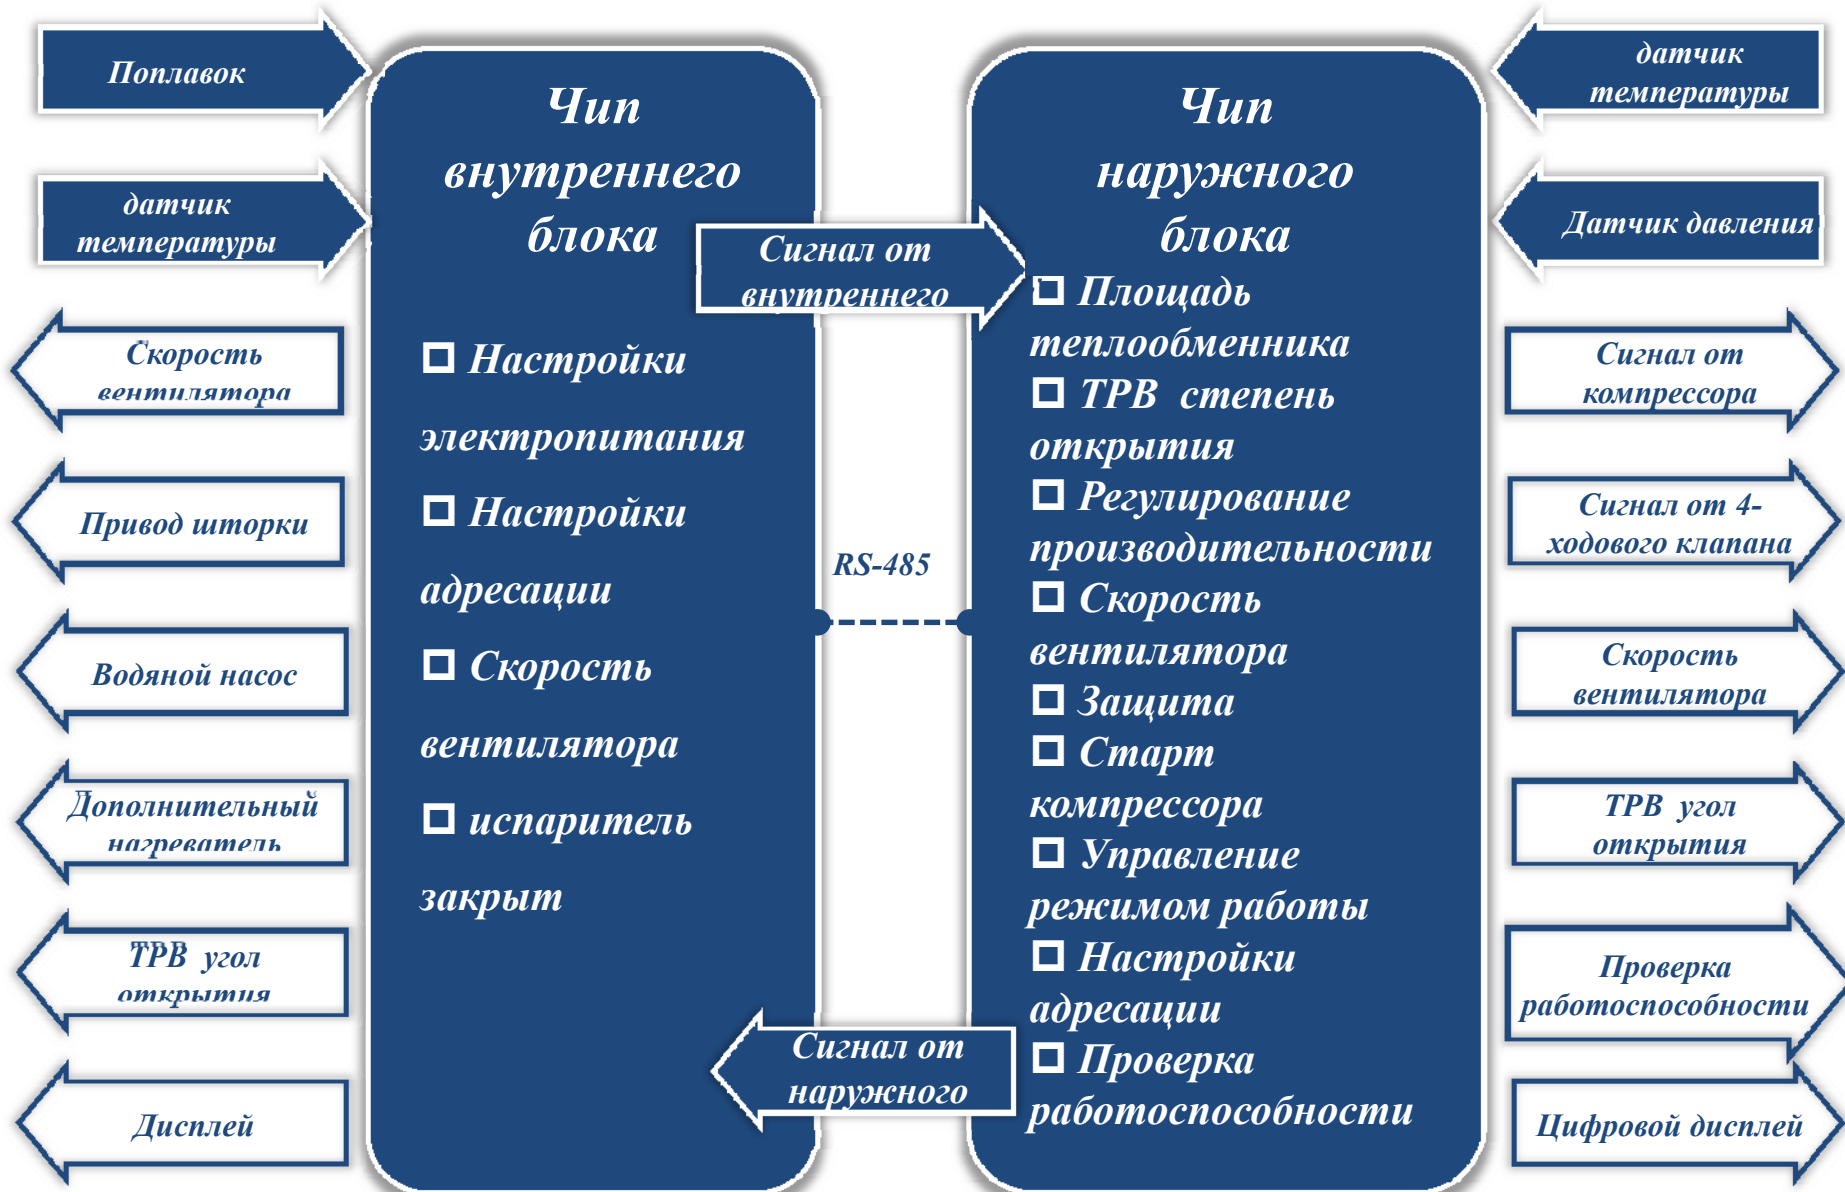 Поплавок
датчик
температуры
Скорость
вентилятора
Привод шторки
Водяной насос
Дополнительный
нагреватель
ТРВ угол
открытия
Дисплей
Чип
внутреннего
блока
Настройки
электропитания
Настройки
адресации
Скорость
вентилятора
испаритель
закрыт
Сигнал от
внутреннего
RS-485
Сигнал от
наружного
Чип
наружного
блока
Площадь
теплообменника
ТРВ степень
открытия
Регулирование
производительности
Скорость
вентилятора
Защита
Старт
компрессора
Управление
режимом работы
Настройки
адресации
Проверка
работоспособности
датчик
температуры
Датчик давления
Сигнал от
компрессора
Сигнал от 4-
ходового клапана
Скорость
вентилятора
ТРВ угол
открытия
Проверка
работоспособности
Цифровой дисплей